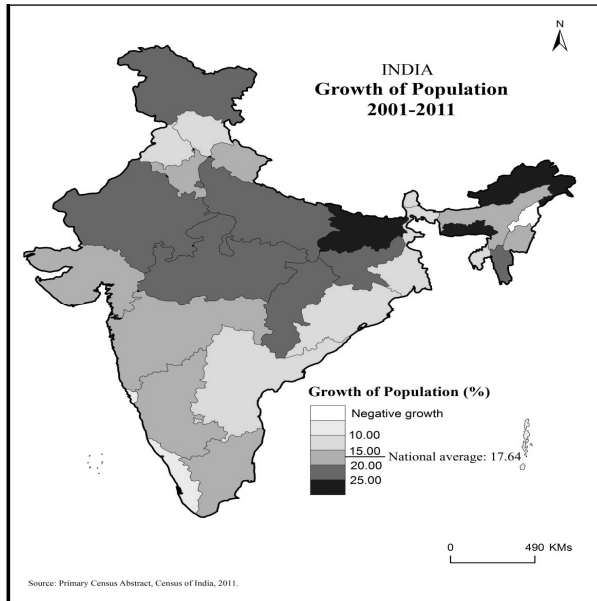 N
INDIA
Growth of Population
2001-2011
Growth of Population (%)
Negative growth
10.00
15.00
National average: 17.64
20.00
25.00
0 490 KMs
Source: Primary Census Abstract, Census of India, 2011.